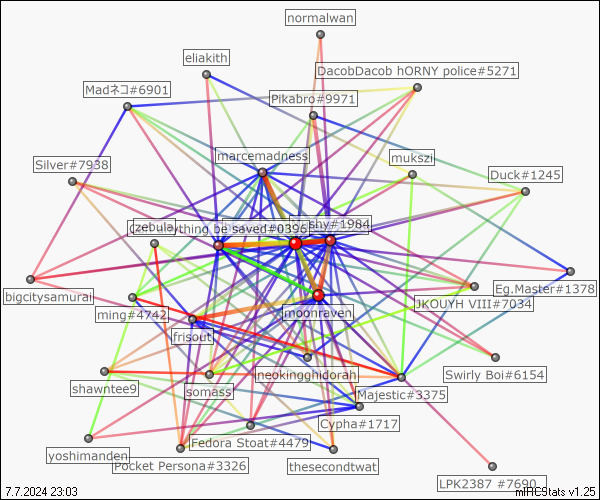 normalwan
eliakith
DacobDacob hORNY police#5271
Madネコ#6901
Pikabro#9971
marcemadness
mukszi
Silver#7938
Duck#1245
zebula
thing be saved#0396
shy#1984
bigcitysamurai
Eg.Master#1378
JKOUYH VIII#7034
ming#4742
moonraven
frisout
neokingghidorah
Swirly Boi#6154
shawntee9
somass
Majestic#3375
Cypha#1717
Fedora Stoat#4479
yoshimanden
Pocket Persona#3326
thesecondtwat
LPK2387 #7690
7.7.2024 23:03
mIRCStats v1.25